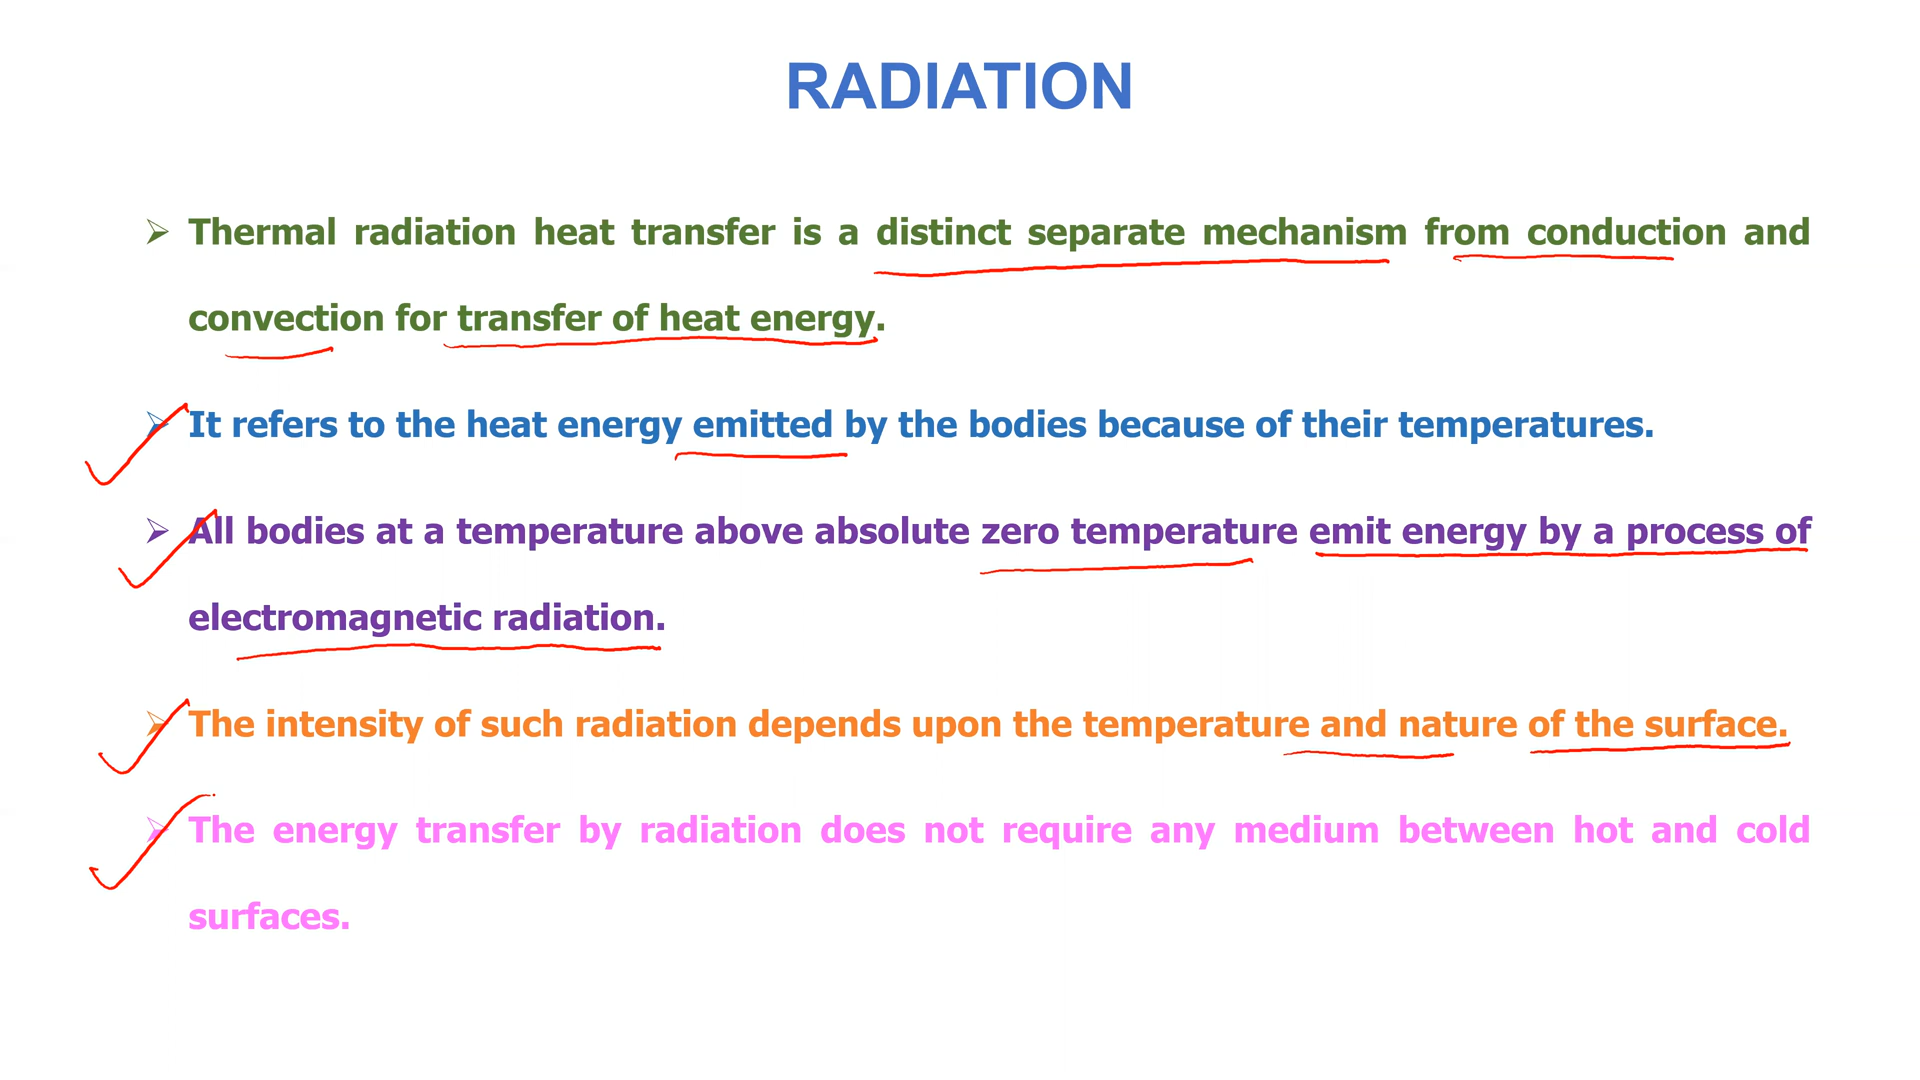 RADIATION
Thermal radiation heat transfer is a distinct separate mechanism from conduction and
convection for transfer of heat energy.
It refers to the heat energy emitted by the bodies because of their temperatures.
All bodies at a temperature above absolute zero temperature emit energy by a process of
electromagnetic radiation.
The intensity of such radiation depends upon the temperature and nature of the surface.
The energy transfer by radiation does not require any medium between hot and cold
surfaces.